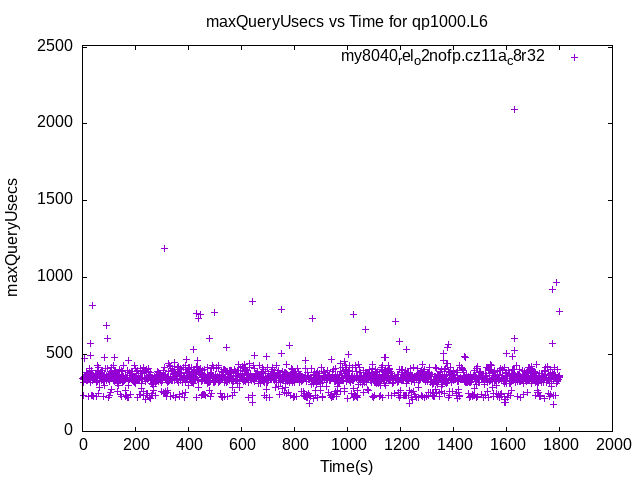 maxQueryUsecs vs Time for qp1000.L6
my8040relo2nofp.cz11ac8r32
maxQueryUsecs
2500
2000
1500
1000
500
0
0 200 400 600 800 1000 1200 1400 1600 1800 2000
Time(s)